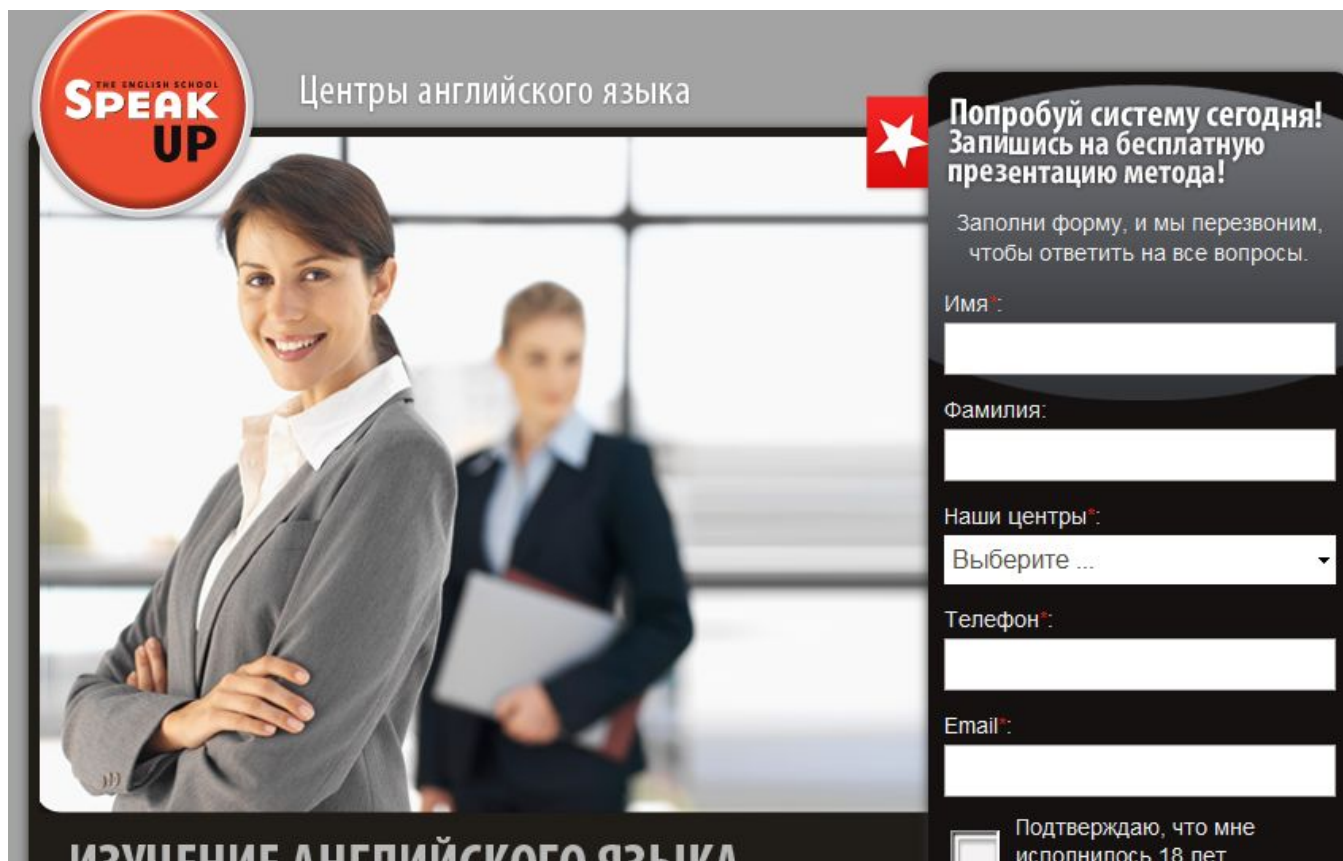 THE ENGLISH SCHOOL
SPEAK
UP
Центры английского языка
Попробуй систему сегодня!
Запишись на бесплатную
презентацию метода!
Заполни форму, и мы перезвоним,
чтобы ответить на все вопросы.
Имя*:
Фамилия:
Наши центры*:
Выберите ...
Телефон*:
Email*:
Подтверждаю, что мне
исполнилось 18 лет
ИЗУЧЕНИЕ АНГЛИЙСКОГО ЯЗЫКА